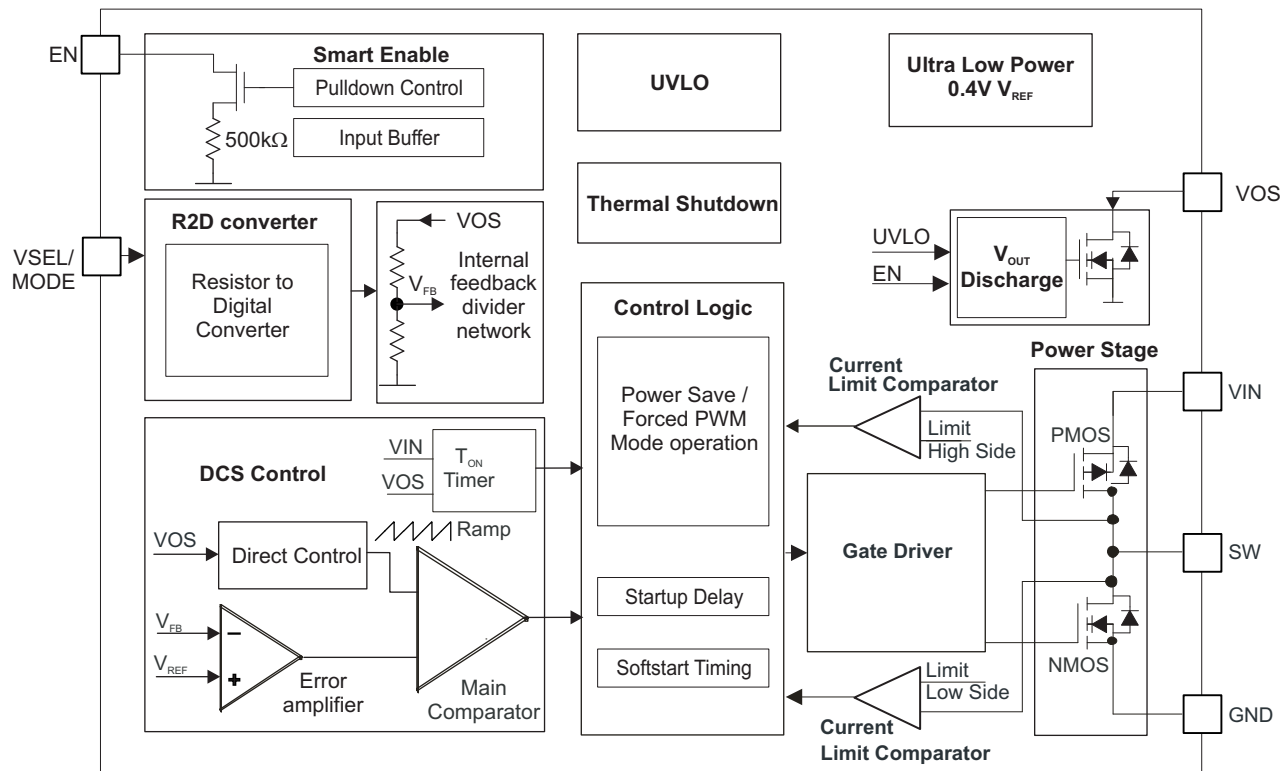 EN
Smart Enable
Pulldown Control
500kΩ
Input Buffer
UVLO
Ultra Low Power
0.4V VREF
Thermal Shutdown
VOS
UVLO
EN
VOUT
Discharge
VSEL/
MODE
R2D converter
Resistor to
Digital
Converter
VOS
VFB
Internal
feedback
divider
network
Control Logic
Power Save /
Forced PWM
Mode operation
Startup Delay
Softstart Timing
Current
Limit Comparator
Limit
High Side
Power Stage
VIN
PMOS
SW
Gate Driver
NMOS
GND
Limit
Low Side
Current
Limit Comparator
DCS Control
VIN
VOS
TON
Timer
Ramp
VOS
Direct Control
VFB
−
VREF
+
Error
amplifier
Main
Comparator